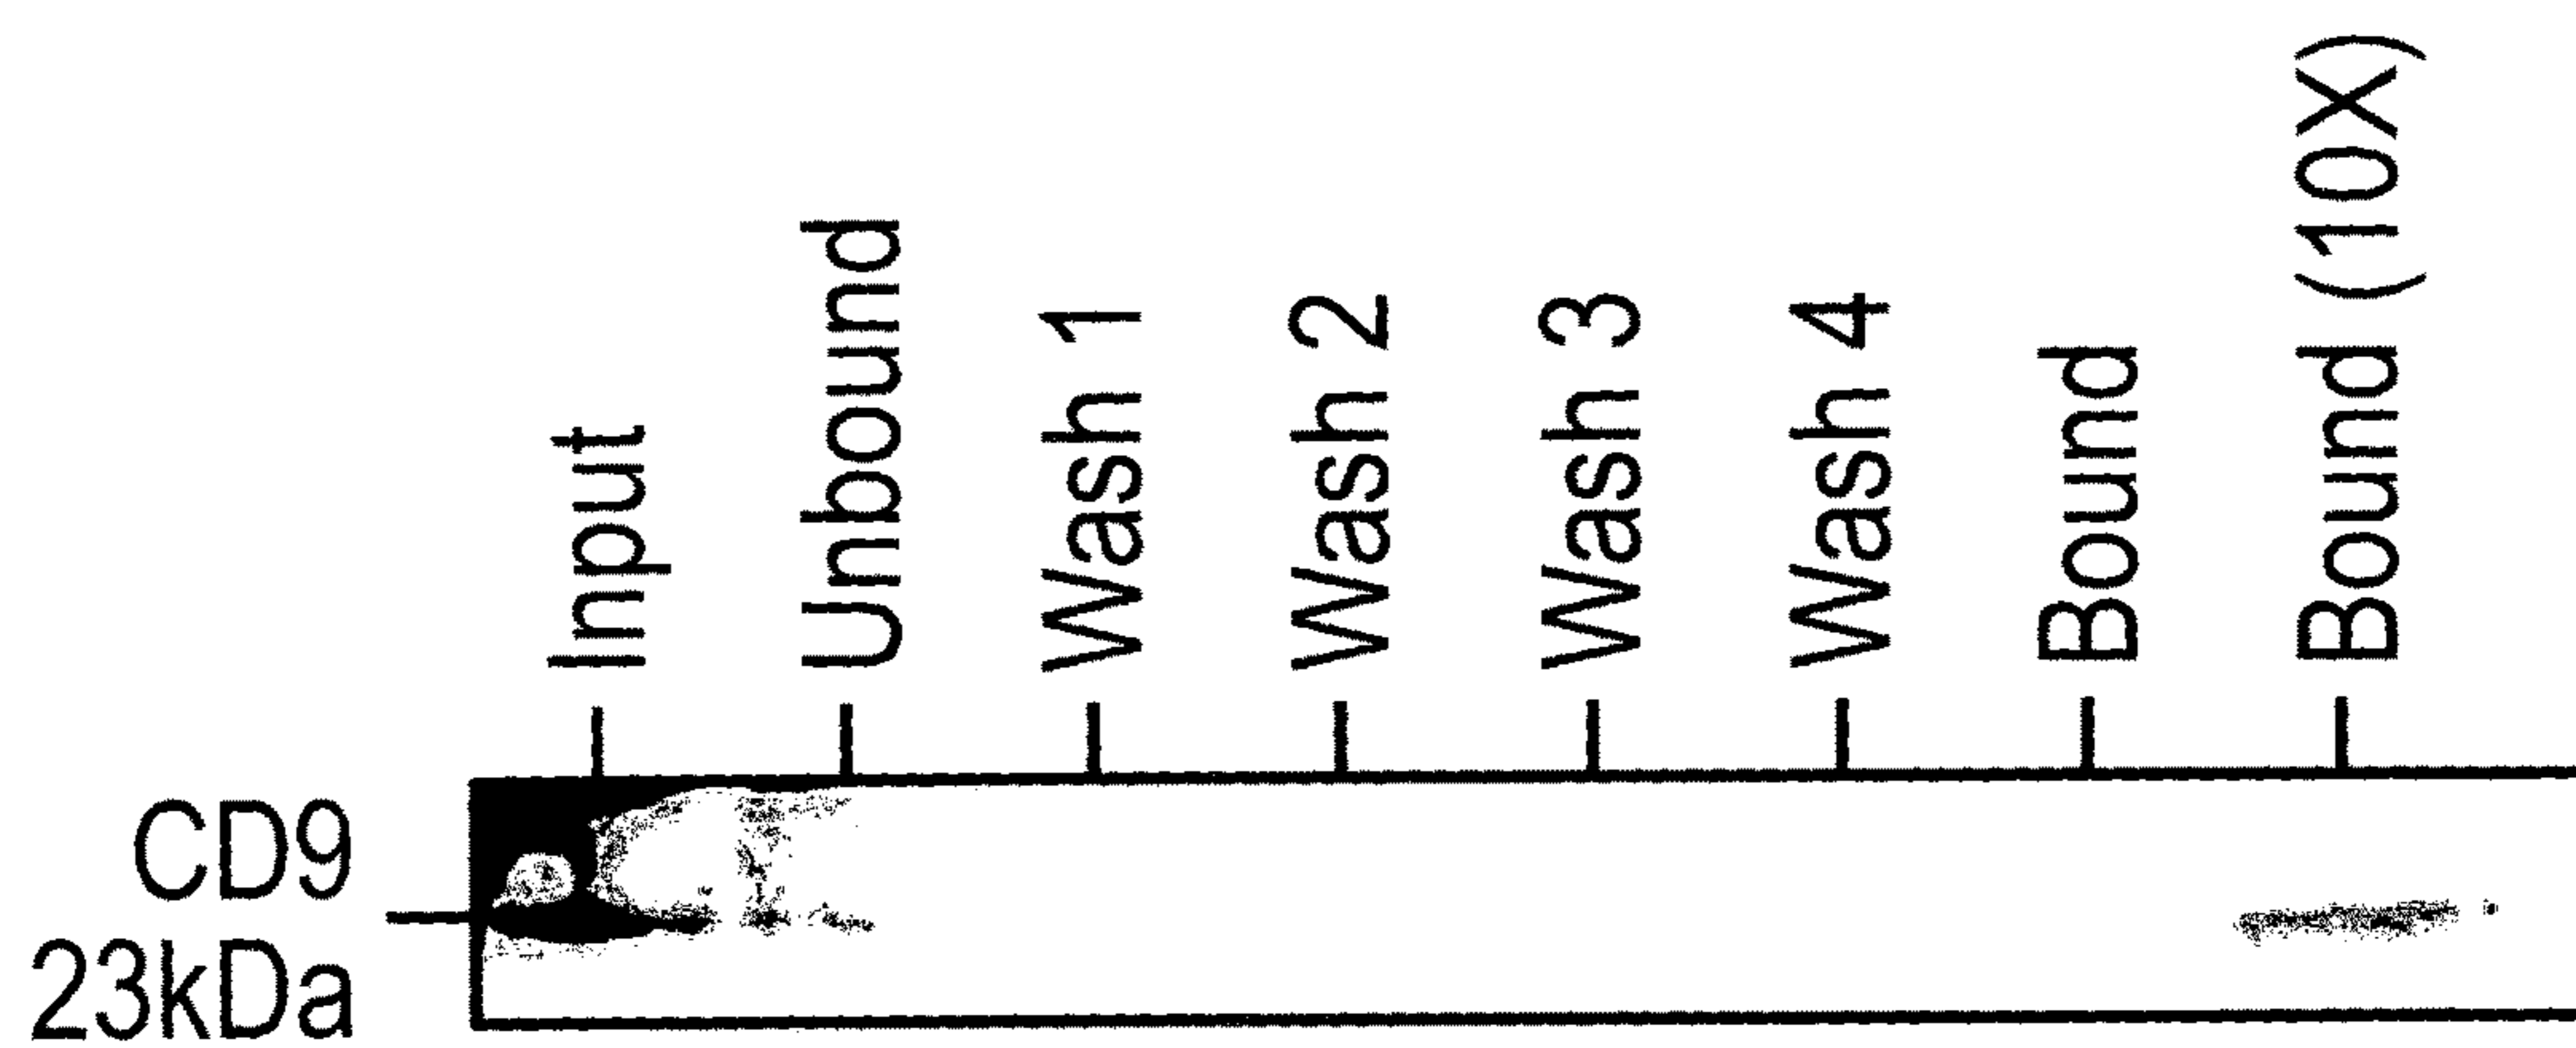 Input
Unbound
Wash 1
Wash 2
Wash 3
Wash 4
Bound
Bound (10X)
CD9
23kDa